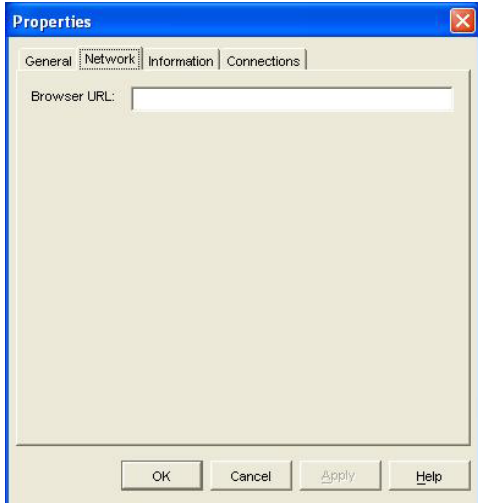 Properties
General Network Information Connections
Browser URL:
OK Cancel Apply Help